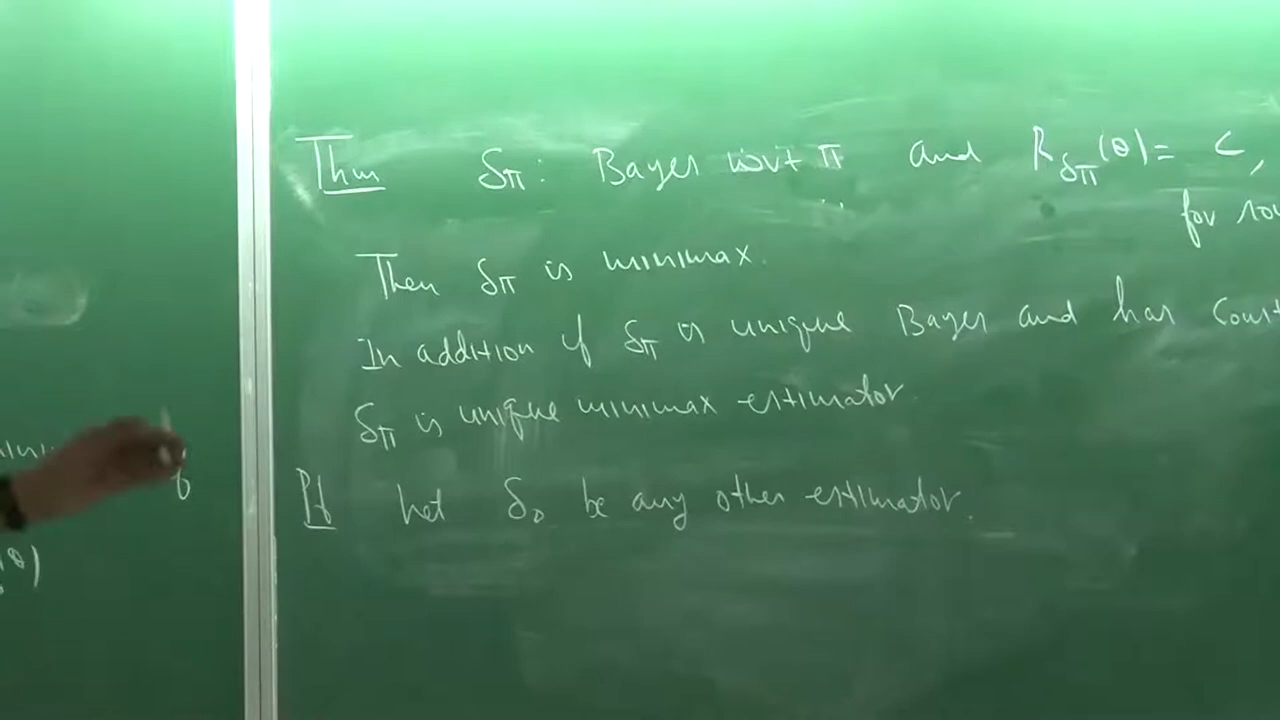 Thm δπ: Bayes wrt π and R_δπ(θ) = C,
for
Then δπ is minimax.
In addition if δπ is unique Bayes and has
δπ is unique minimax estimator.
Pf Let δ₀ be any other estimator.